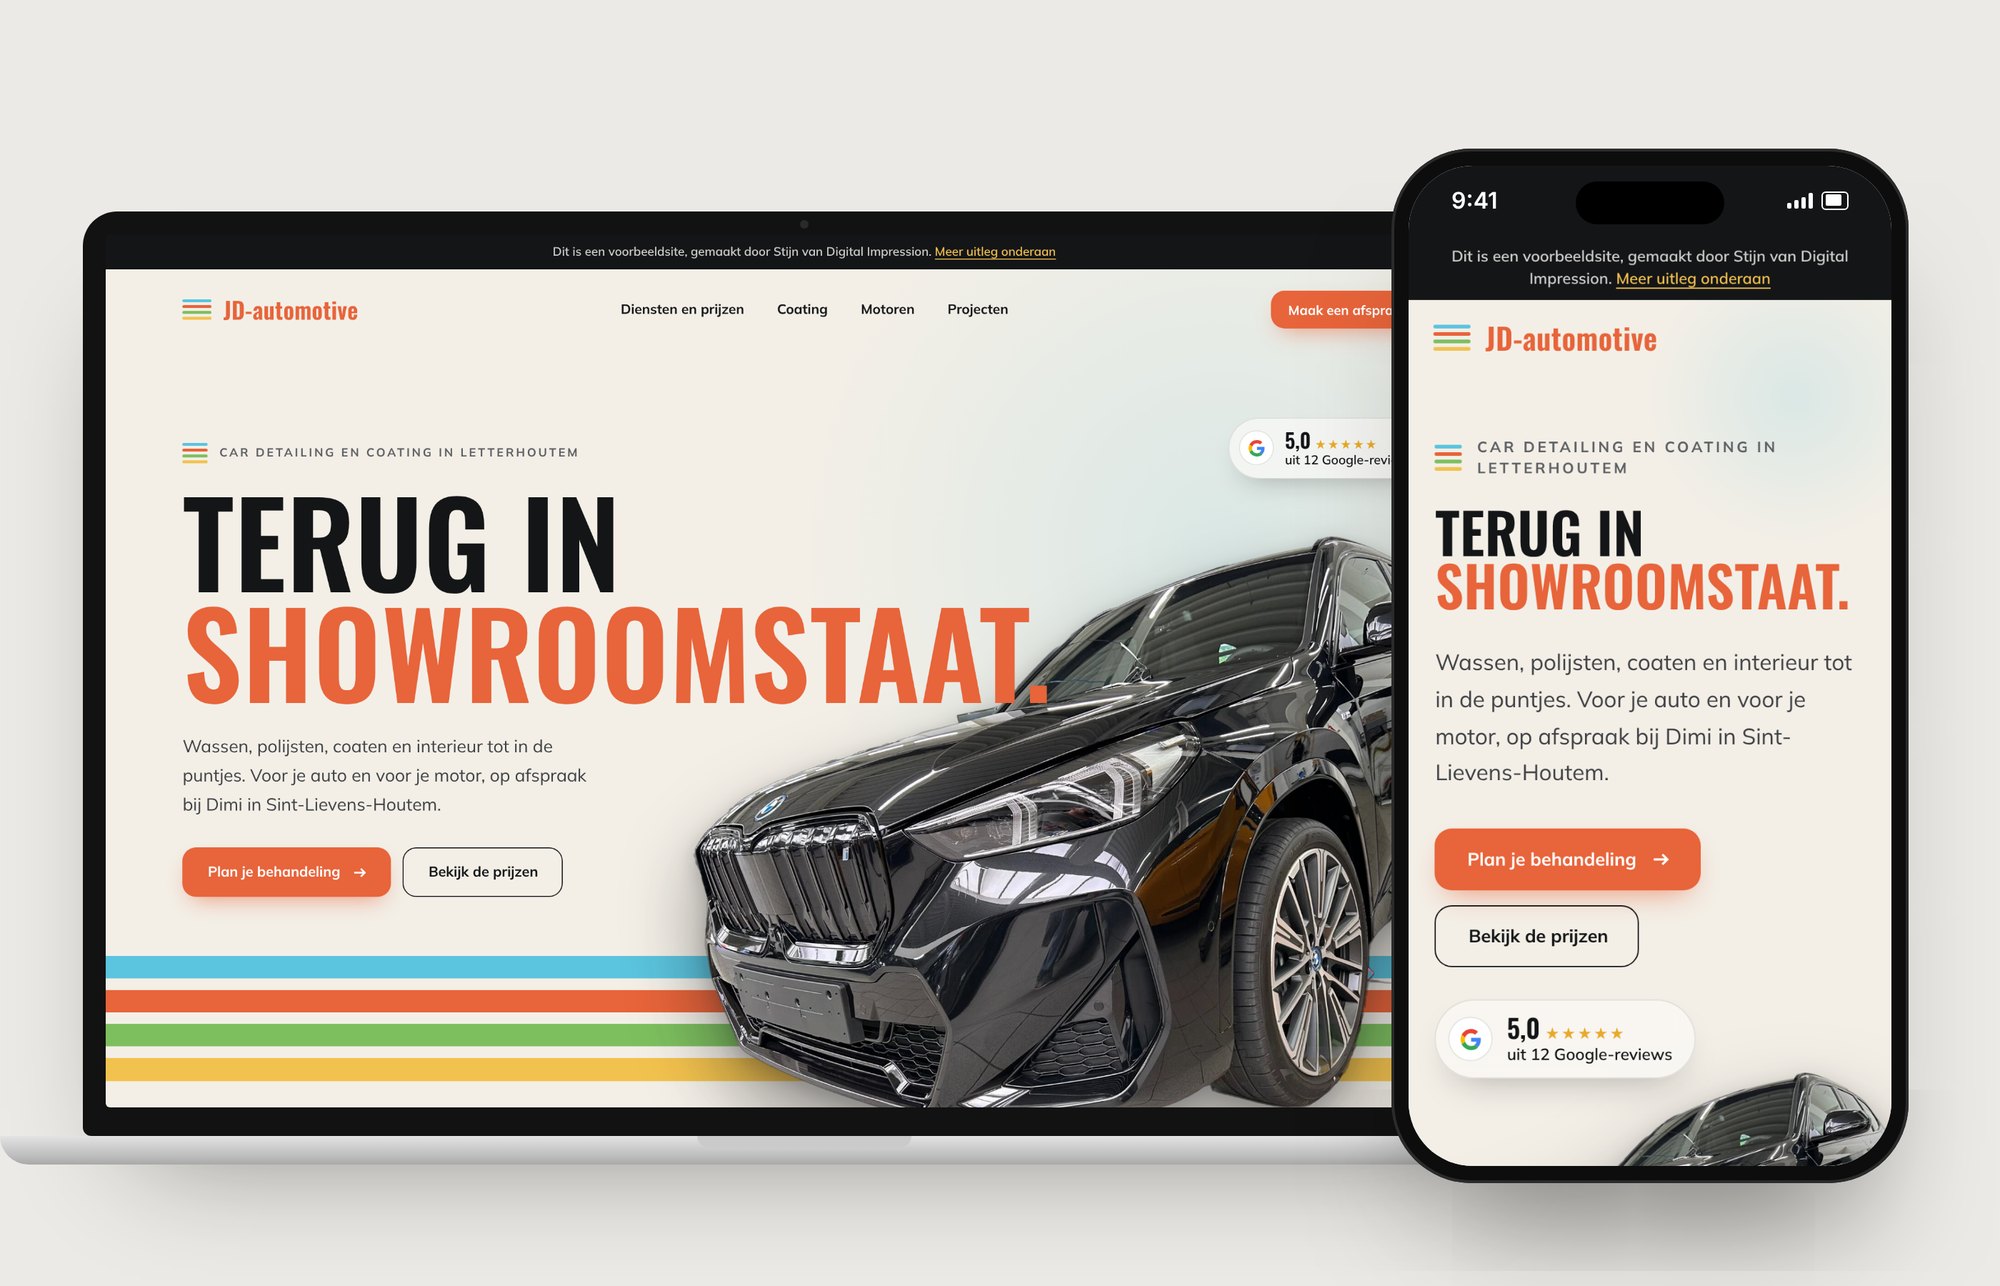 Dit is een voorbeeldsite, gemaakt door Stijn van Digital Impression. Meer uitleg onderaan
JD-automotive
Diensten en prijzen
Coating
Motoren
Projecten
Maak een
CAR DETAILING EN COATING IN LETTERHOUTEM
5,0
uit 12 Google-
TERUG IN
SHOWROOMSTAAT.
Wassen, polijsten, coaten en interieur tot in de
puntjes. Voor je auto en voor je motor, op afspraak
bij Dimi in Sint-Lievens-Houtem.
Plan je behandeling →
Bekijk de prijzen
9:41
Dit is een voorbeeldsite, gemaakt door Stijn van Digital
Impression. Meer uitleg onderaan
JD-automotive
CAR DETAILING EN COATING IN
LETTERHOUTEM
TERUG IN
SHOWROOMSTAAT.
Wassen, polijsten, coaten en interieur tot
in de puntjes. Voor je auto en voor je
motor, op afspraak bij Dimi in Sint-
Lievens-Houtem.
Plan je behandeling →
Bekijk de prijzen
5,0 ★★★★★
uit 12 Google-reviews